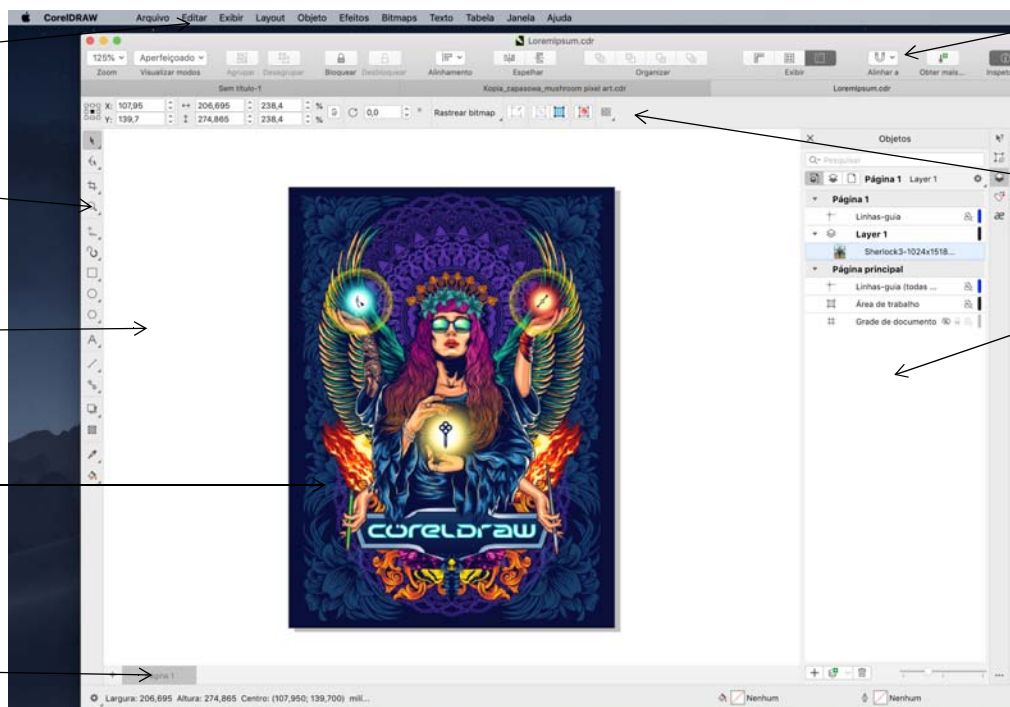 CorelDRAW Arquivo Editar Exibir Layout Objeto Efeitos Bitmaps Texto Tabela Janela Ajuda
Loremipsum.cdr
125% Aperfeiçoado
Zoom Visualizar modos Agrupar Desagrupar Bloquear Desbloquear Alinhamento Espelhar Organizar Exibir Alinhar a Obter mais... Inspeto
Sem título-1 Kopia_zapasowa_mushroom pixel art.cdr Loremipsum.cdr
X: 107,95 206,695 238,4 % 0,0 ° Rastrear bitmap
Y: 139,7 274,865 238,4 %
Objetos
Pesquisar
Página 1 Layer 1
Página 1
Linhas-guia
Layer 1
Sherlock3-1024x1518...
Página principal
Linhas-guia (todas ...
Área de trabalho
Grade de documento
CORELDRAW
Página 1
Largura: 206,695 Altura: 274,865 Centro: (107,950; 139,700) milí... Nenhum Nenhum